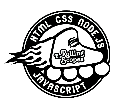 HTML CSS NODE.JS
Rolling
Scopes
JAVASCRIPT